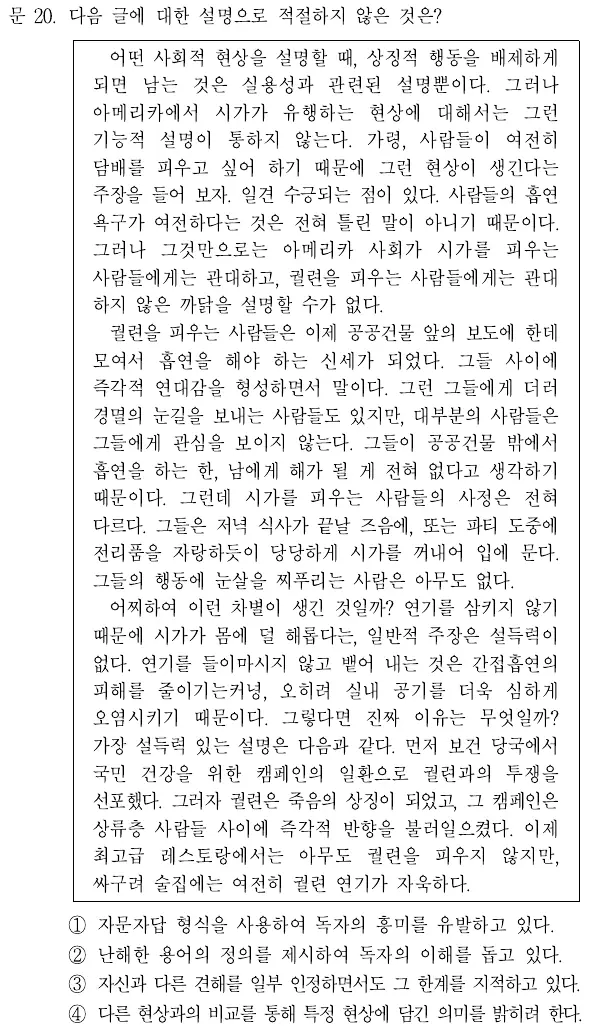 문 20. 다음 글에 대한 설명으로 적절하지 않은 것은?
어떤 사회적 현상을 설명할 때, 상징적 행동을 배제하게
되면 남는 것은 실용성과 관련된 설명뿐이다. 그러나
아메리카에서 시가가 유행하는 현상에 대해서는 그런
기능적 설명이 통하지 않는다. 가령, 사람들이 여전히
담배를 피우고 싶어 하기 때문에 그런 현상이 생긴다는
주장을 들어 보자. 일견 수긍되는 점이 있다. 사람들의 흡연
욕구가 여전하다는 것은 전혀 틀린 말이 아니기 때문이다.
그러나 그것만으로는 아메리카 사회가 시가를 피우는
사람들에게는 관대하고, 궐련을 피우는 사람들에게는 관대
하지 않은 까닭을 설명할 수가 없다.
궐련을 피우는 사람들은 이제 공공건물 앞의 보도에 한데
모여서 흡연을 해야 하는 신세가 되었다. 그들 사이에
즉각적 연대감을 형성하면서 말이다. 그런 그들에게 더러
경멸의 눈길을 보내는 사람들도 있지만, 대부분의 사람들은
그들에게 관심을 보이지 않는다. 그들이 공공건물 밖에서
흡연을 하는 한, 남에게 해가 될 게 전혀 없다고 생각하기
때문이다. 그런데 시가를 피우는 사람들의 사정은 전혀
다르다. 그들은 저녁 식사가 끝날 즈음에, 또는 파티 도중에
전리품을 자랑하듯이 당당하게 시가를 꺼내어 입에 문다.
그들의 행동에 눈살을 찌푸리는 사람은 아무도 없다.
어찌하여 이런 차별이 생긴 것일까? 연기를 삼키지 않기
때문에 시가가 몸에 덜 해롭다는, 일반적 주장은 설득력이
없다. 연기를 들이마시지 않고 뱉어 내는 것은 간접흡연의
피해를 줄이기는커녕, 오히려 실내 공기를 더욱 심하게
오염시키기 때문이다. 그렇다면 진짜 이유는 무엇일까?
가장 설득력 있는 설명은 다음과 같다. 먼저 보건 당국에서
국민 건강을 위한 캠페인의 일환으로 궐련과의 투쟁을
선포했다. 그러자 궐련은 죽음의 상징이 되었고, 그 캠페인은
상류층 사람들 사이에 즉각적 반향을 불러일으켰다. 이제
최고급 레스토랑에서는 아무도 궐련을 피우지 않지만,
싸구려 술집에는 여전히 궐련 연기가 자욱하다.
① 자문자답 형식을 사용하여 독자의 흥미를 유발하고 있다.
② 난해한 용어의 정의를 제시하여 독자의 이해를 돕고 있다.
③ 자신과 다른 견해를 일부 인정하면서도 그 한계를 지적하고 있다.
④ 다른 현상과의 비교를 통해 특정 현상에 담긴 의미를 밝히려 한다.